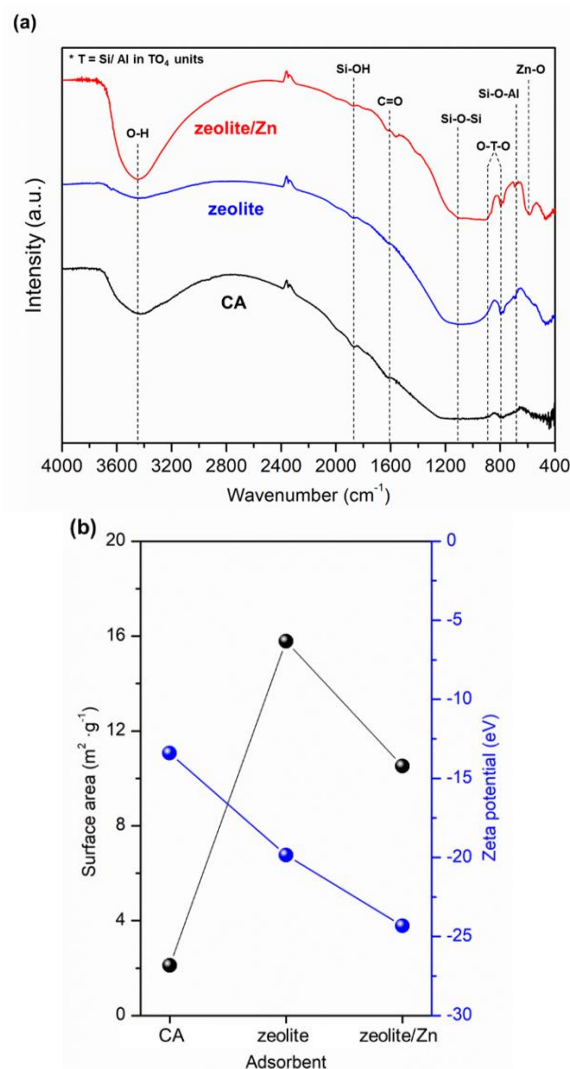 (a)
* T = Si/ Al in TO₄ units
Si-OH
Zn-O
C=O
Si-O-Al
O-H
Si-O-Si
zeolite/Zn
O-T-O
zeolite
CA
Intensity (a.u.)
4000 3600 3200 2800 2400 2000 1600 1200 800 400
Wavenumber (cm⁻¹)
(b)
20
16
12
8
4
0
Surface area (m² ·g⁻¹)
0
-5
-10
-15
-20
-25
-30
Zeta potential (eV)
CA zeolite zeolite/Zn
Adsorbent